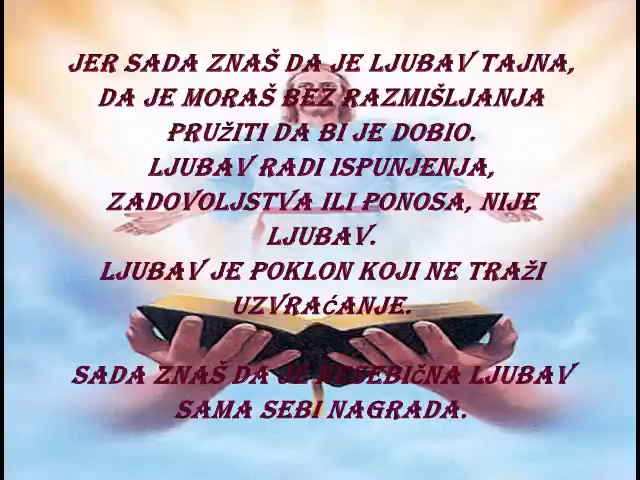 JER SADA ZNAŠ DA JE LJUBAV TAJNA,
DA JE MORAŠ BEZ RAZMIŠLJANJA
PRUŽITI DA BI JE DOBIO.
LJUBAV RADI ISPUNJENJA,
ZADOVOLJSTVA ILI PONOSA, NIJE
LJUBAV.
LJUBAV JE POKLON KOJI NE TRAŽI
UZVRAĆANJE.
SADA ZNAŠ DA JE NESEBIČNA LJUBAV
SAMA SEBI NAGRADA.